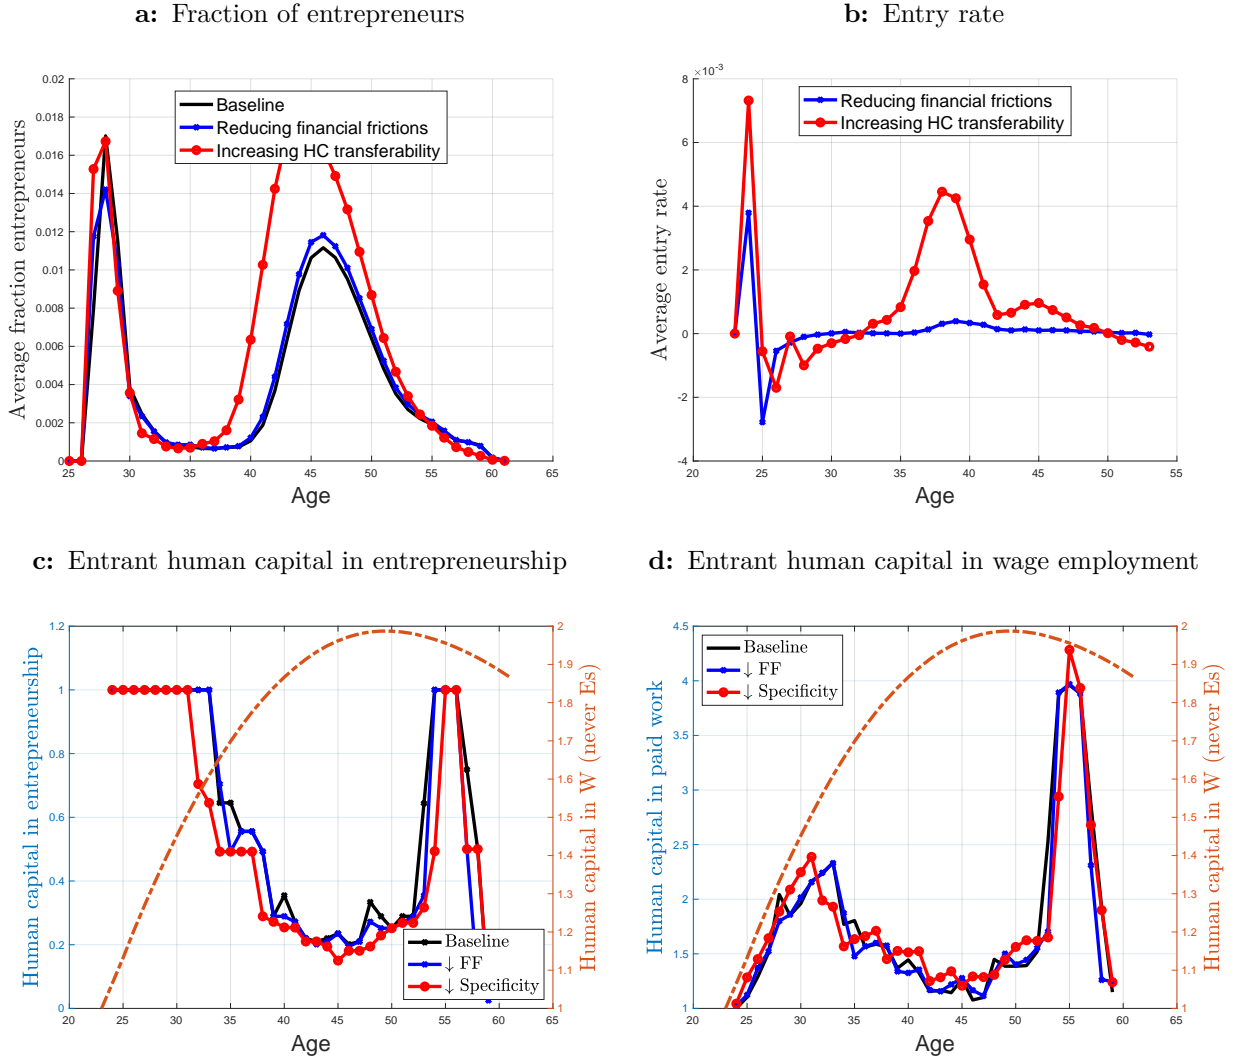 a: Fraction of entrepreneurs
0.02
0.018
0.016
0.014
0.012
0.01
0.008
0.006
0.004
0.002
0
25 30 35 40 45 50 55 60 65
Average fraction entrepreneurs
Age
Baseline
Reducing financial frictions
Increasing HC transferability
b: Entry rate
×10⁻³
8
6
4
2
0
-2
-4
20 25 30 35 40 45 50 55
Average entry rate
Age
Reducing financial frictions
Increasing HC transferability
c: Entrant human capital in entrepreneurship
1.2
1
0.8
0.6
0.4
0.2
0
20 25 30 35 40 45 50 55 60 65
Human capital in entrepreneurship
Age
2
1.9
1.8
1.7
1.6
1.5
1.4
1.3
1.2
1.1
1
Human capital in W (never Es)
Baseline
↓ FF
↓ Specificity
d: Entrant human capital in wage employment
4.5
4
3.5
3
2.5
2
1.5
1
20 25 30 35 40 45 50 55 60 65
Human capital in paid work
Age
2
1.9
1.8
1.7
1.6
1.5
1.4
1.3
1.2
1.1
1
Human capital in W (never Es)
Baseline
↓ FF
↓ Specificity